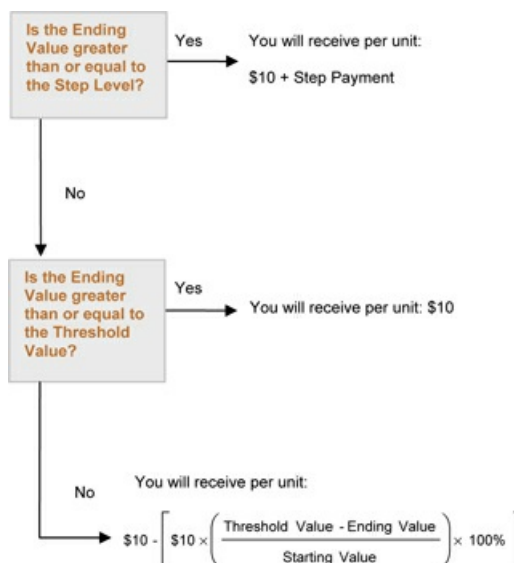 Is the Ending
Value greater
than or equal to
the Step Level?
Yes
You will receive per unit:
$10 + Step Payment
No
Is the Ending
Value greater
than or equal to
the Threshold
Value?
Yes
You will receive per unit: $10
No
You will receive per unit:
$10 - [ $10 × ( Threshold Value - Ending Value
Starting Value ) × 100%